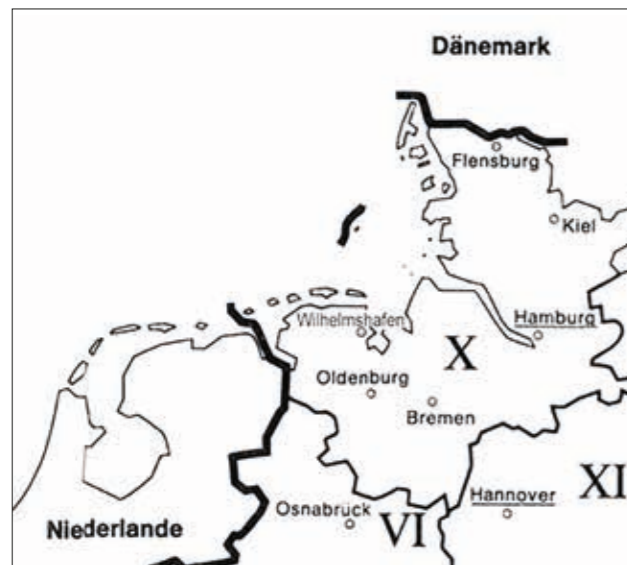 Dänemark
Flensburg
Kiel
Wilhelmshafen
Hamburg
X
Oldenburg
Bremen
XI
Hannover
Osnabrück
VI
Niederlande